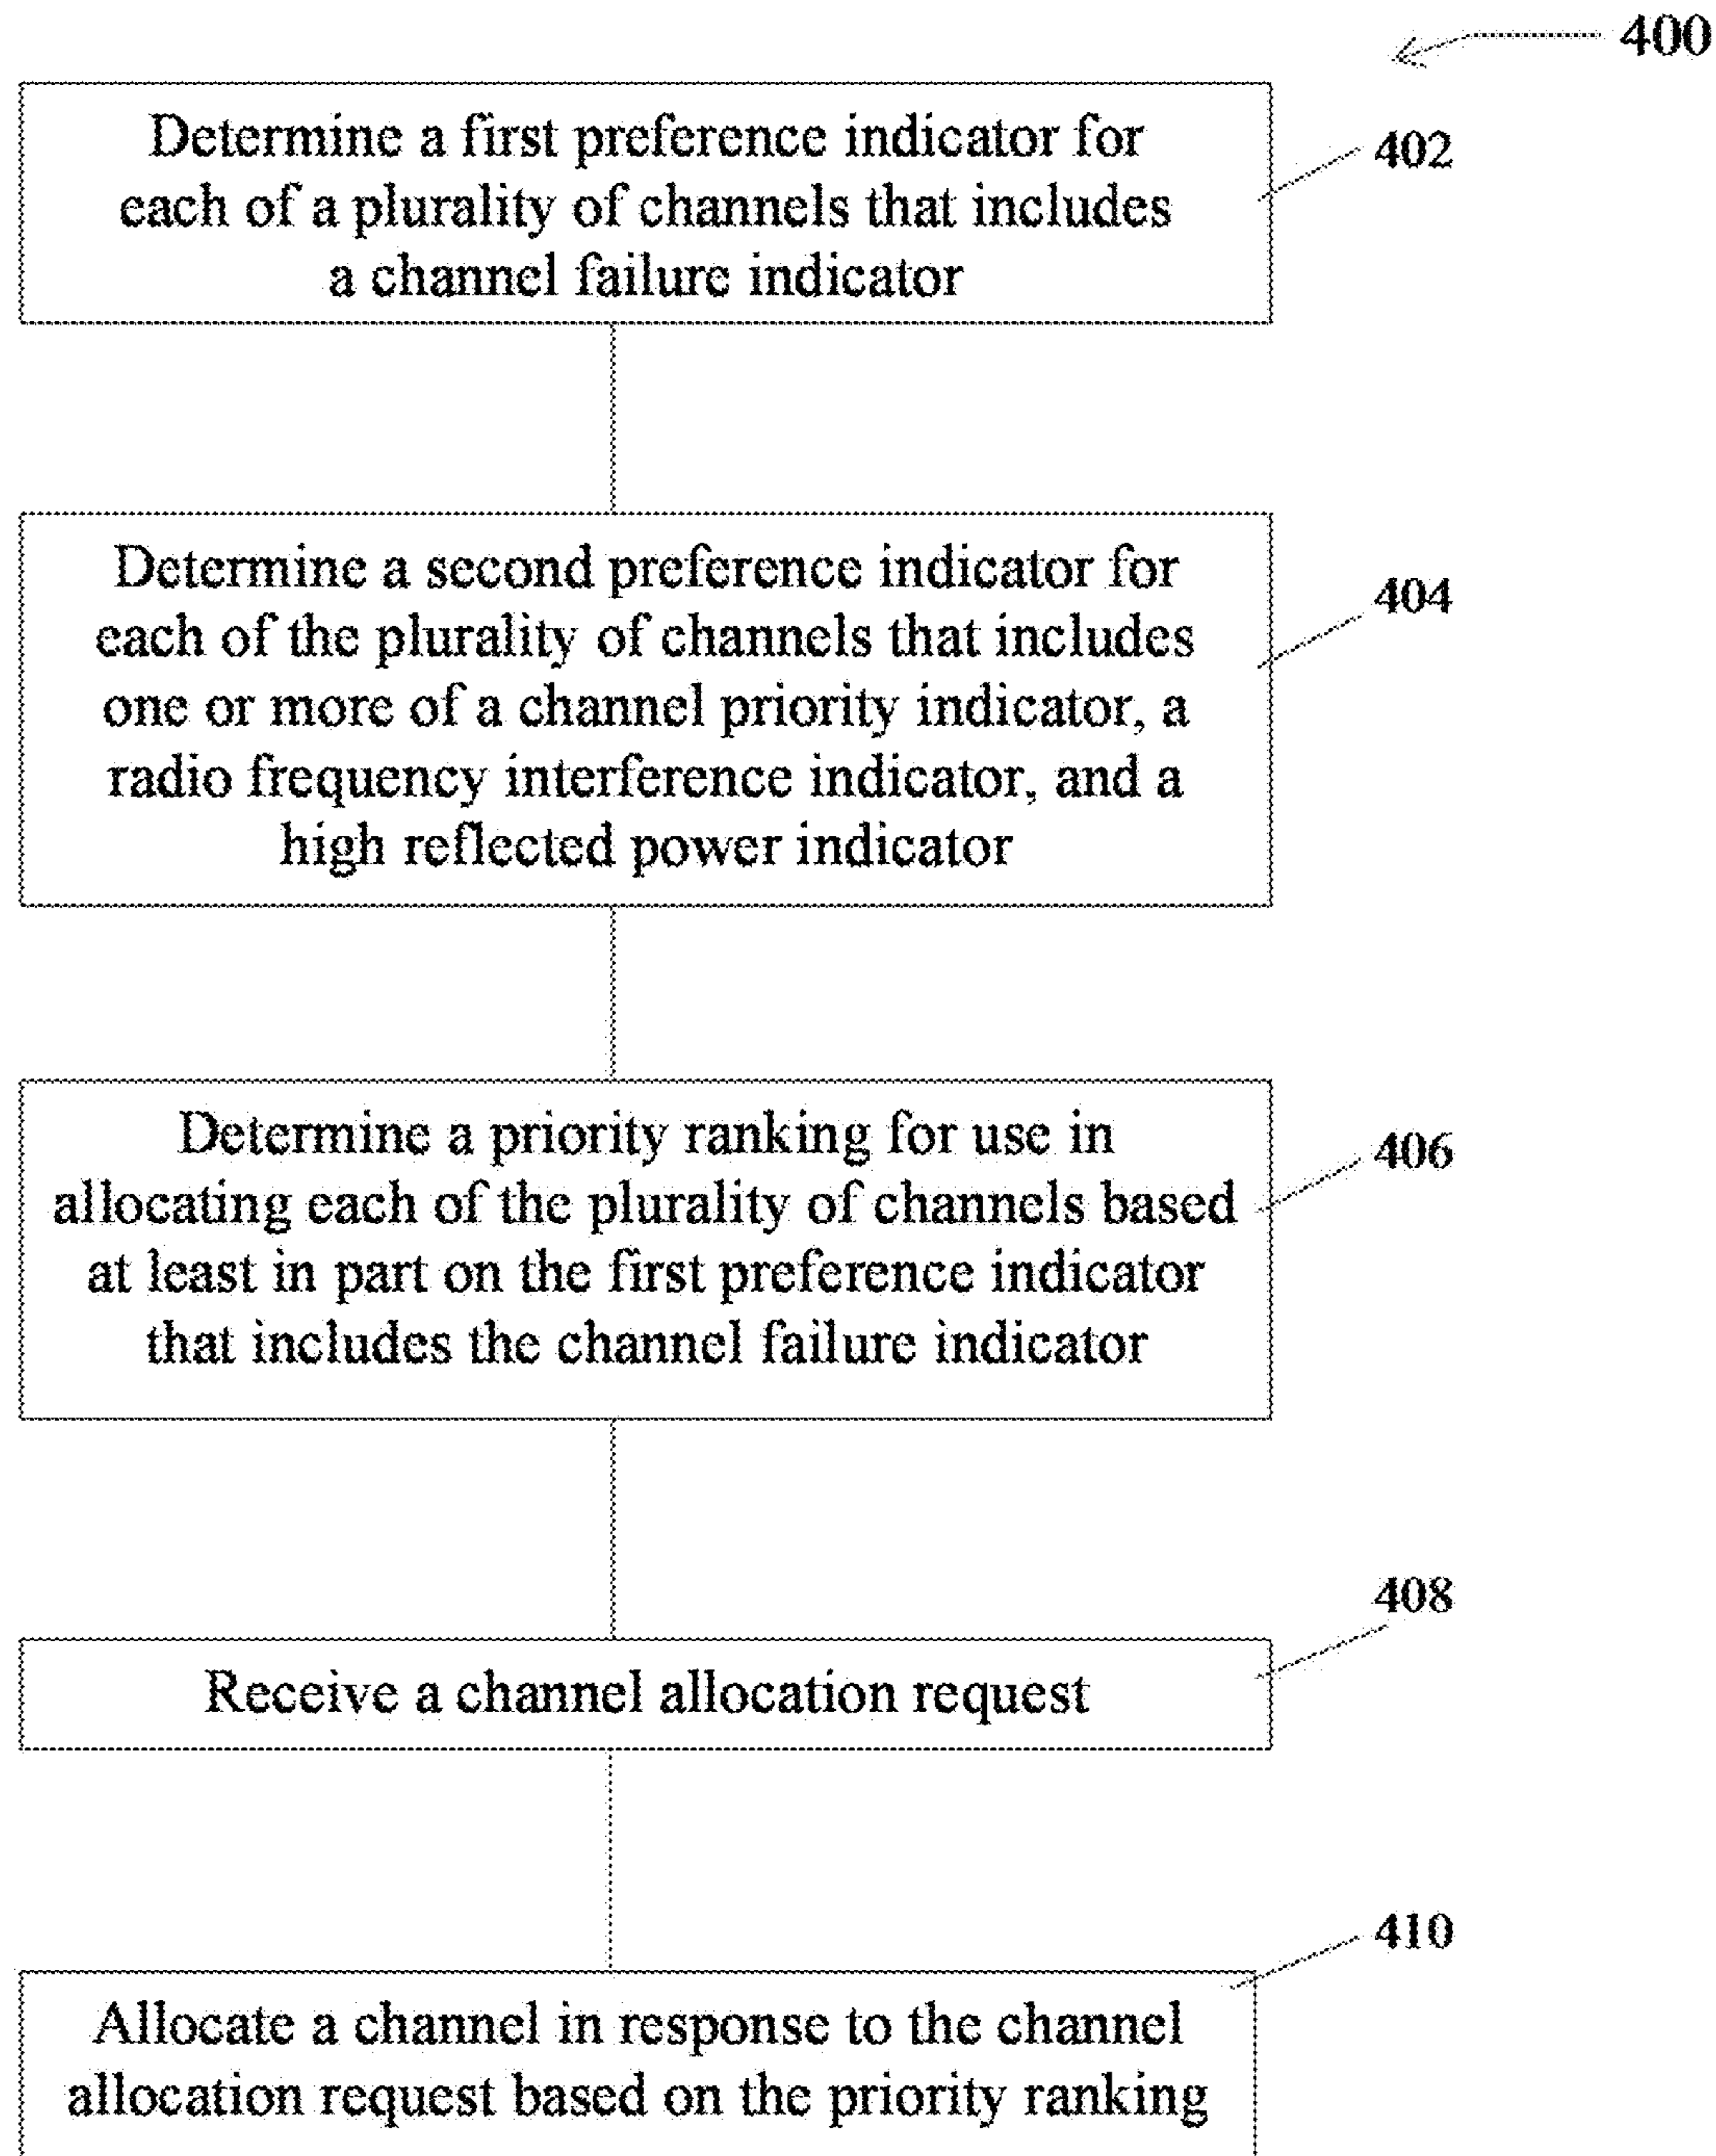 400
Determine a first preference indicator for
each of a plurality of channels that includes
a channel failure indicator
402
Determine a second preference indicator for
each of the plurality of channels that includes
one or more of a channel priority indicator, a
radio frequency interference indicator, and a
high reflected power indicator
404
Determine a priority ranking for use in
allocating each of the plurality of channels based
at least in part on the first preference indicator
that includes the channel failure indicator
406
408
Receive a channel allocation request
410
Allocate a channel in response to the channel
allocation request based on the priority ranking